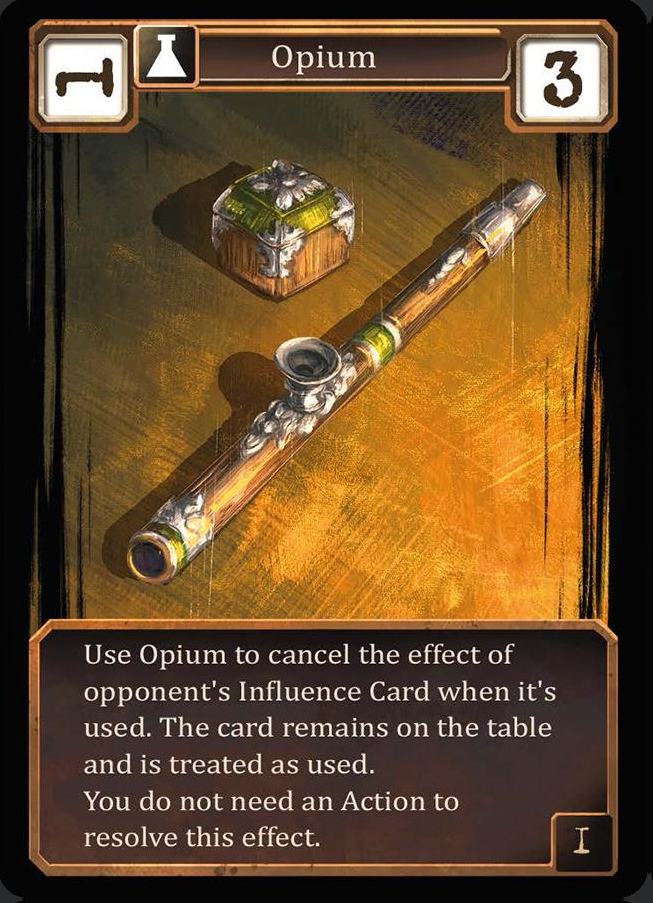 1
Opium
3
Use Opium to cancel the effect of
opponent's Influence Card when it's
used. The card remains on the table
and is treated as used.
You do not need an Action to
resolve this effect.
I